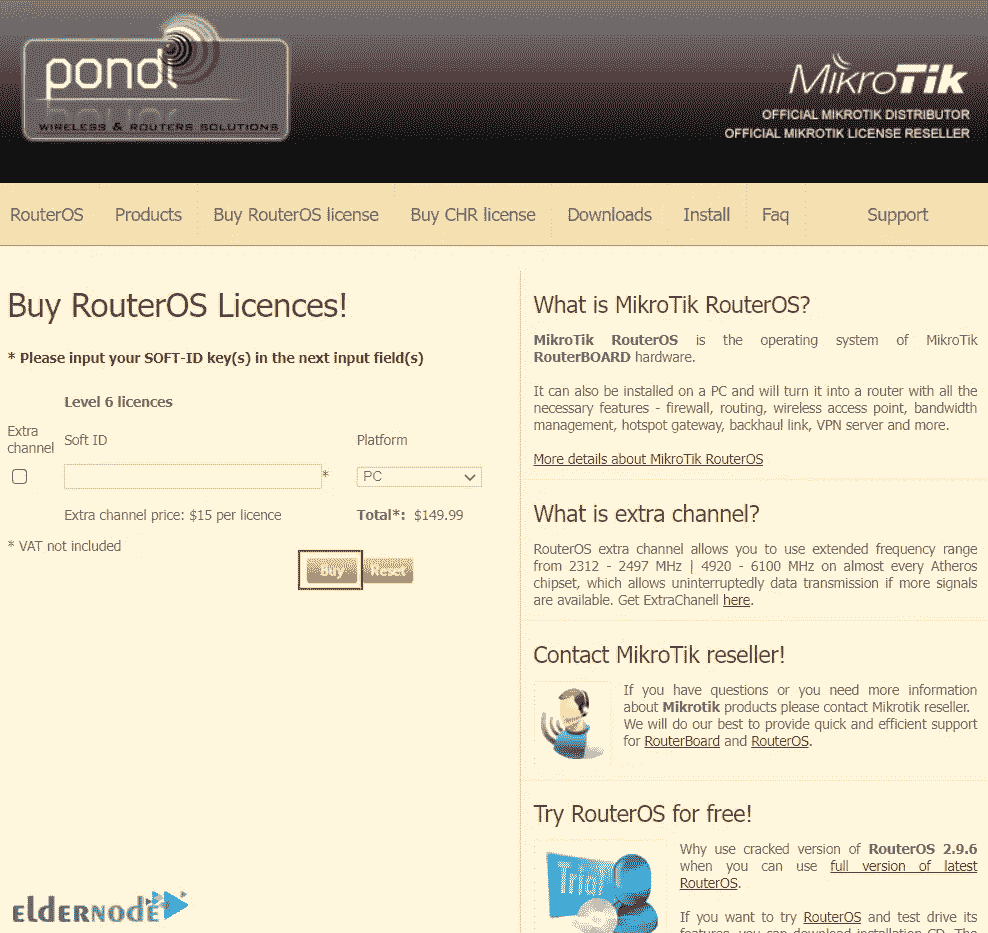 pondi
WIRELESS & ROUTERS SOLUTIONS
MikroTik
OFFICIAL MIKROTIK DISTRIBUTOR
OFFICIAL MIKROTIK LICENSE RESELLER
RouterOS Products Buy RouterOS license Buy CHR license Downloads Install Faq Support
Buy RouterOS Licences!
* Please input your SOFT-ID key(s) in the next input field(s)
Level 6 licences
Extra
channel
Soft ID
Platform
*
PC
Extra channel price: $15 per licence
Total*: $149.99
* VAT not included
Buy Reset
What is MikroTik RouterOS?
MikroTik RouterOS is the operating system of MikroTik
RouterBOARD hardware.
It can also be installed on a PC and will turn it into a router with all the
necessary features - firewall, routing, wireless access point, bandwidth
management, hotspot gateway, backhaul link, VPN server and more.
More details about MikroTik RouterOS
What is extra channel?
RouterOS extra channel allows you to use extended frequency range
from 2312 - 2497 MHz | 4920 - 6100 MHz on almost every Atheros
chipset, which allows uninterruptedly data transmission if more signals
are available. Get ExtraChanell here.
Contact MikroTik reseller!
If you have questions or you need more information
about Mikrotik products please contact Mikrotik reseller.
We will do our best to provide quick and efficient support
for RouterBoard and RouterOS.
Try RouterOS for free!
Trial
Why use cracked version of RouterOS 2.9.6
when you can use full version of latest
RouterOS.
If you want to try RouterOS and test drive its
features, you can download installation CD. The
eldernode